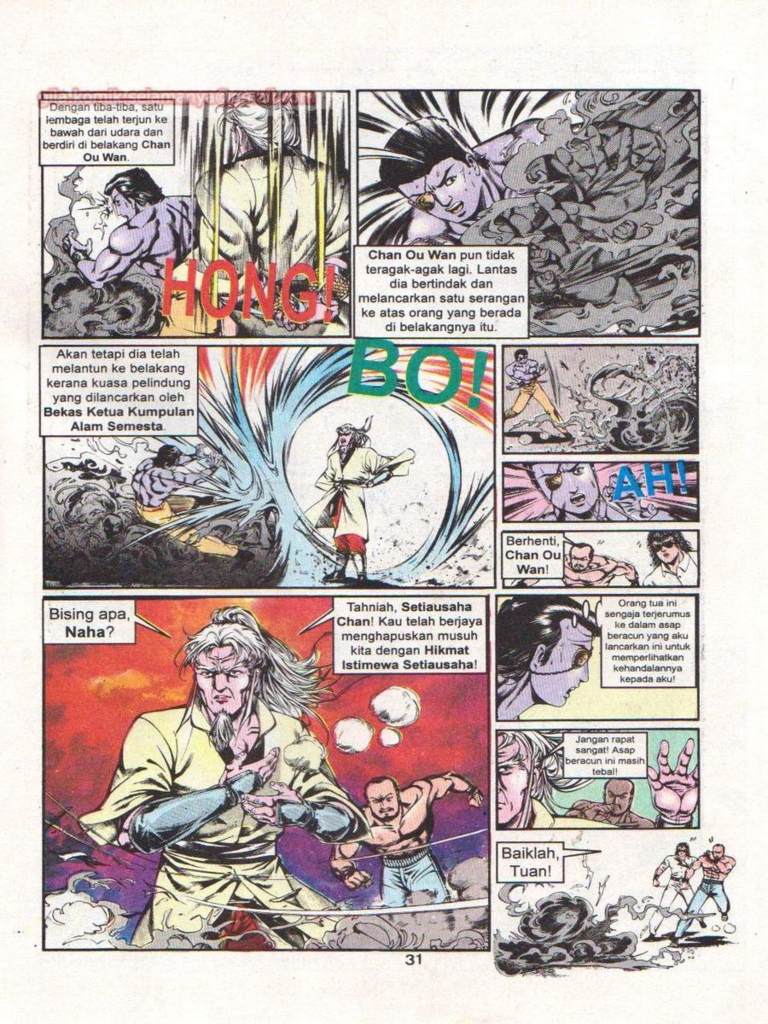 Dengan tiba-tiba, satu
lembaga telah terjun ke
bawah dari udara dan
berdiri di belakang Chan
Ou Wan.
HONG!
Chan Ou Wan pun tidak
teragak-agak lagi. Lantas
dia bertindak dan
melancarkan satu serangan
ke atas orang yang berada
di belakangnya itu.
Akan tetapi dia telah
melantun ke belakang
kerana kuasa pelindung
yang dilancarkan oleh
Bekas Ketua Kumpulan
Alam Semesta.
BO!
AH!
Berhenti,
Chan Ou
Wan!
Bising apa,
Naha?
Tahniah, Setiausaha
Chan! Kau telah berjaya
menghapuskan musuh
kita dengan Hikmat
Istimewa Setiausaha!
Orang tua ini
sengaja terjerumus
ke dalam asap
beracun yang aku
lancarkan ini untuk
memperlihatkan
kehandalannya
kepada aku!
Jangan rapat
sangat! Asap
beracun ini masih
tebal!
Baiklah,
Tuan!
31